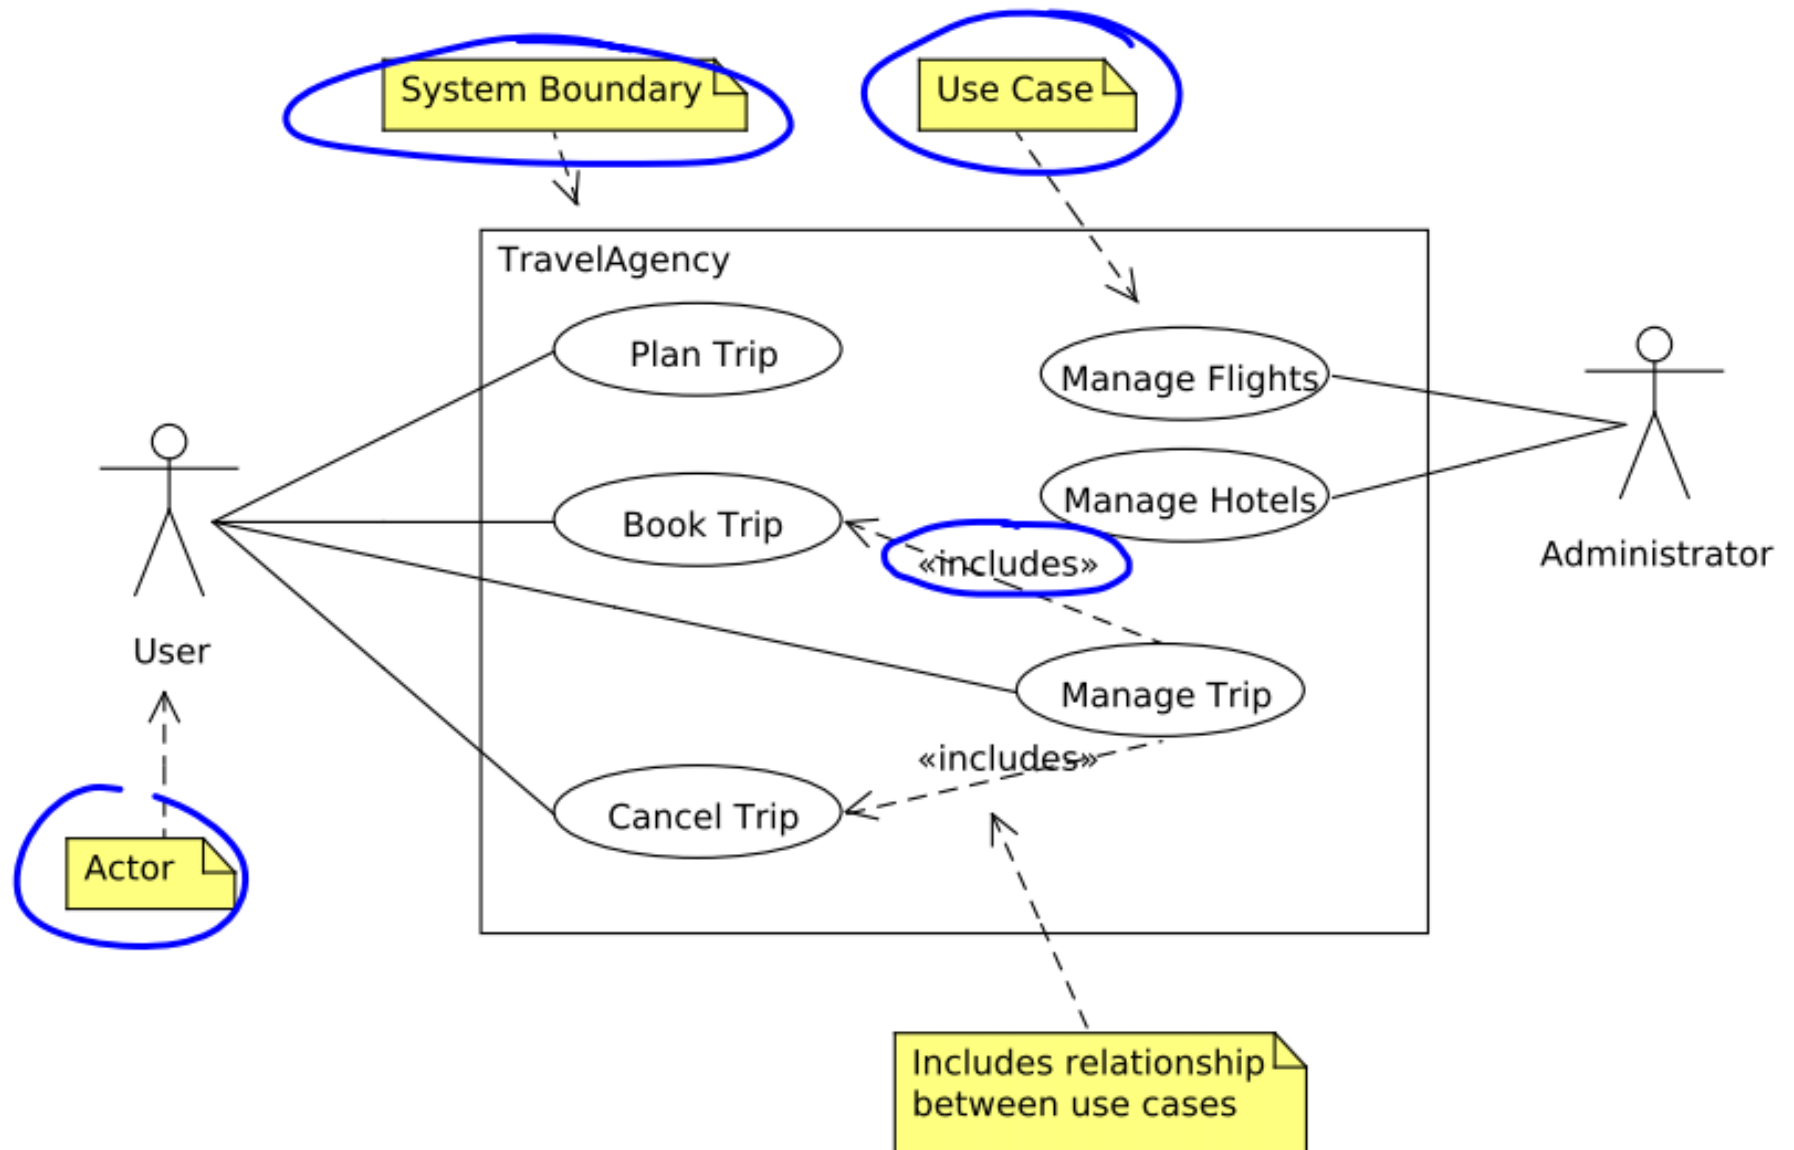 System Boundary
Use Case
TravelAgency
Plan Trip
Manage Flights
Manage Hotels
Book Trip
«includes»
Administrator
User
Manage Trip
«includes»
Cancel Trip
Actor
Includes relationship
between use cases